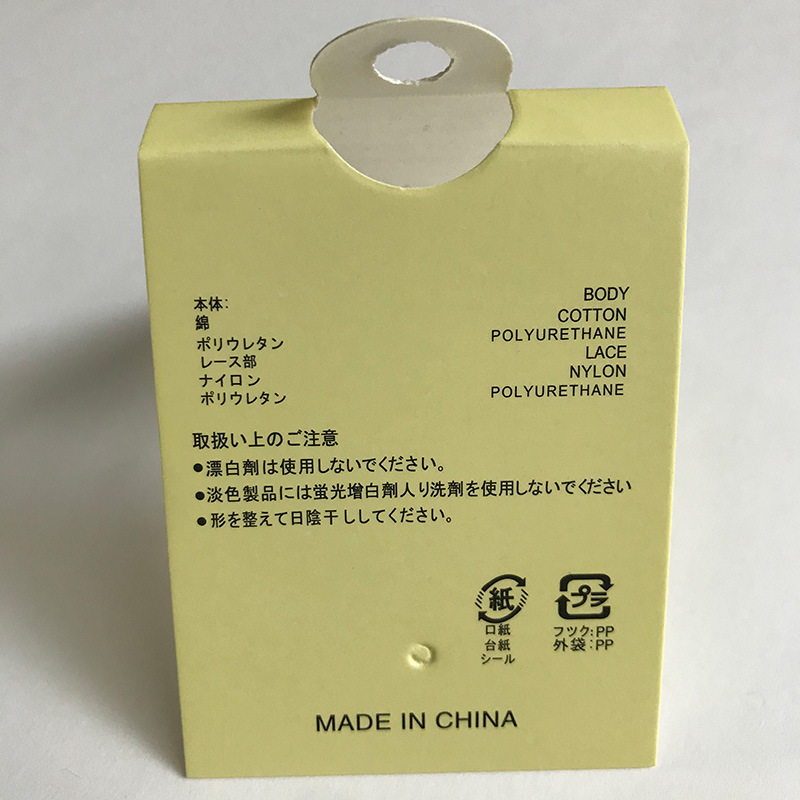 本体:
綿
ポリウレタン
レース部
ナイロン
ポリウレタン
BODY
COTTON
POLYURETHANE
LACE
NYLON
POLYURETHANE
取扱い上のご注意
●漂白劑は使用しないでください。
●淡色製品には蛍光增白劑人り洗劑を使用しないでください
●形を整えて日陰干ししてください。
紙
口紙
台紙
シール
プラ
フツク:PP
外袋:PP
MADE IN CHINA